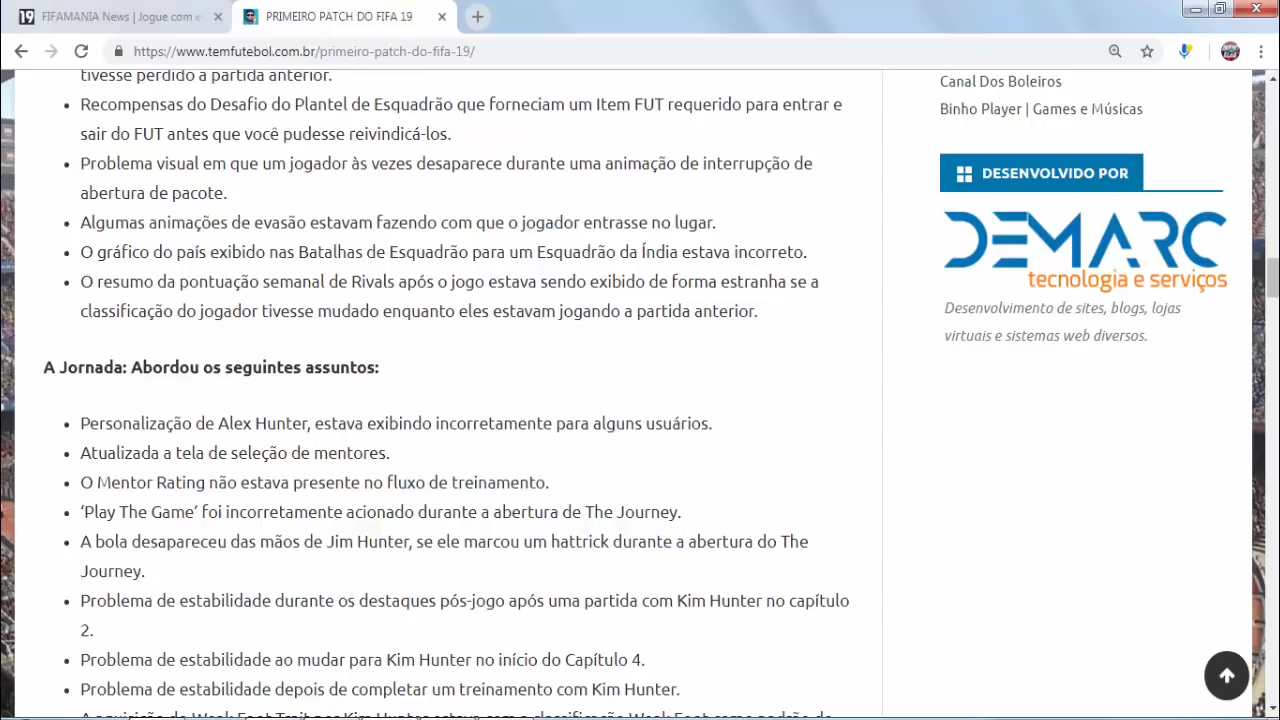 FIFAMANIA News | Jogue com e
PRIMEIRO PATCH DO FIFA 19
https://www.temfutebol.com.br/primeiro-patch-do-fifa-19/
tivesse perdido a partida anterior.
Recompensas do Desafio do Plantel de Esquadrão que forneciam um Item FUT requerido para entrar e
sair do FUT antes que você pudesse reivindicá-los.
Problema visual em que um jogador às vezes desaparece durante uma animação de interrupção de
abertura de pacote.
Algumas animações de evasão estavam fazendo com que o jogador entrasse no lugar.
O gráfico do país exibido nas Batalhas de Esquadrão para um Esquadrão da Índia estava incorreto.
O resumo da pontuação semanal de Rivals após o jogo estava sendo exibido de forma estranha se a
classificação do jogador tivesse mudado enquanto eles estavam jogando a partida anterior.
A Jornada: Abordou os seguintes assuntos:
Personalização de Alex Hunter, estava exibindo incorretamente para alguns usuários.
Atualizada a tela de seleção de mentores.
O Mentor Rating não estava presente no fluxo de treinamento.
‘Play The Game’ foi incorretamente acionado durante a abertura de The Journey.
A bola desapareceu das mãos de Jim Hunter, se ele marcou um hattrick durante a abertura do The
Journey.
Problema de estabilidade durante os destaques pós-jogo após uma partida com Kim Hunter no capítulo
2.
Problema de estabilidade ao mudar para Kim Hunter no início do Capítulo 4.
Problema de estabilidade depois de completar um treinamento com Kim Hunter.
Canal Dos Boleiros
Binho Player | Games e Músicas
DESENVOLVIDO POR
DEMARC
tecnologia e serviços
Desenvolvimento de sites, blogs, lojas
virtuais e sistemas web diversos.